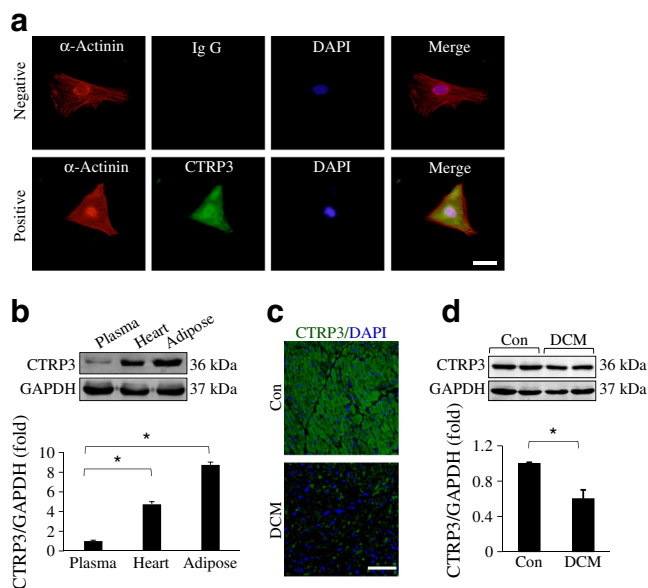 a
α-Actinin Ig G DAPI Merge
Negative
α-Actinin CTRP3 DAPI Merge
Positive
b
Plasma Heart Adipose
CTRP3 36 kDa
GAPDH 37 kDa
CTRP3/GAPDH (fold)
10
8
6
4
2
0
*
*
Plasma Heart Adipose
c
CTRP3/DAPI
Con
DCM
d
Con DCM
CTRP3 36 kDa
GAPDH 37 kDa
CTRP3/GAPDH (fold)
1.2
0.8
0.4
0
*
Con DCM